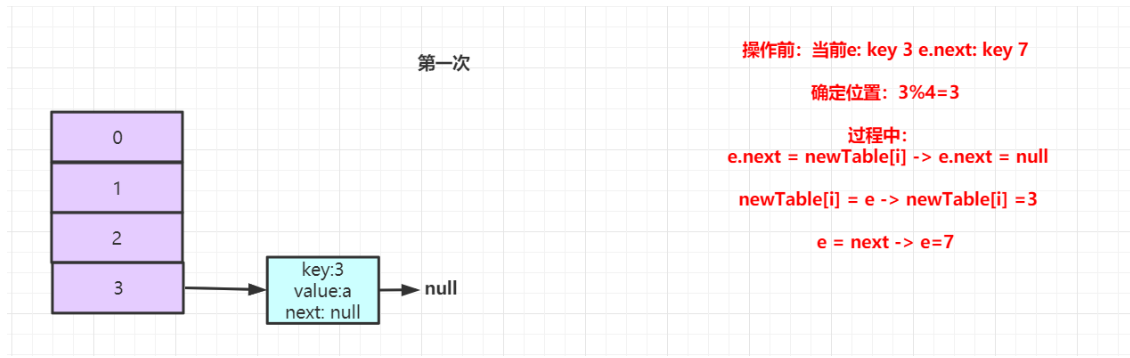 第一次
操作前：当前e: key 3 e.next: key 7
确定位置：3%4=3
过程中：
e.next = newTable[i] -> e.next = null
newTable[i] = e -> newTable[i] =3
e = next -> e=7
0
1
2
3
key:3
value:a
next: null
null